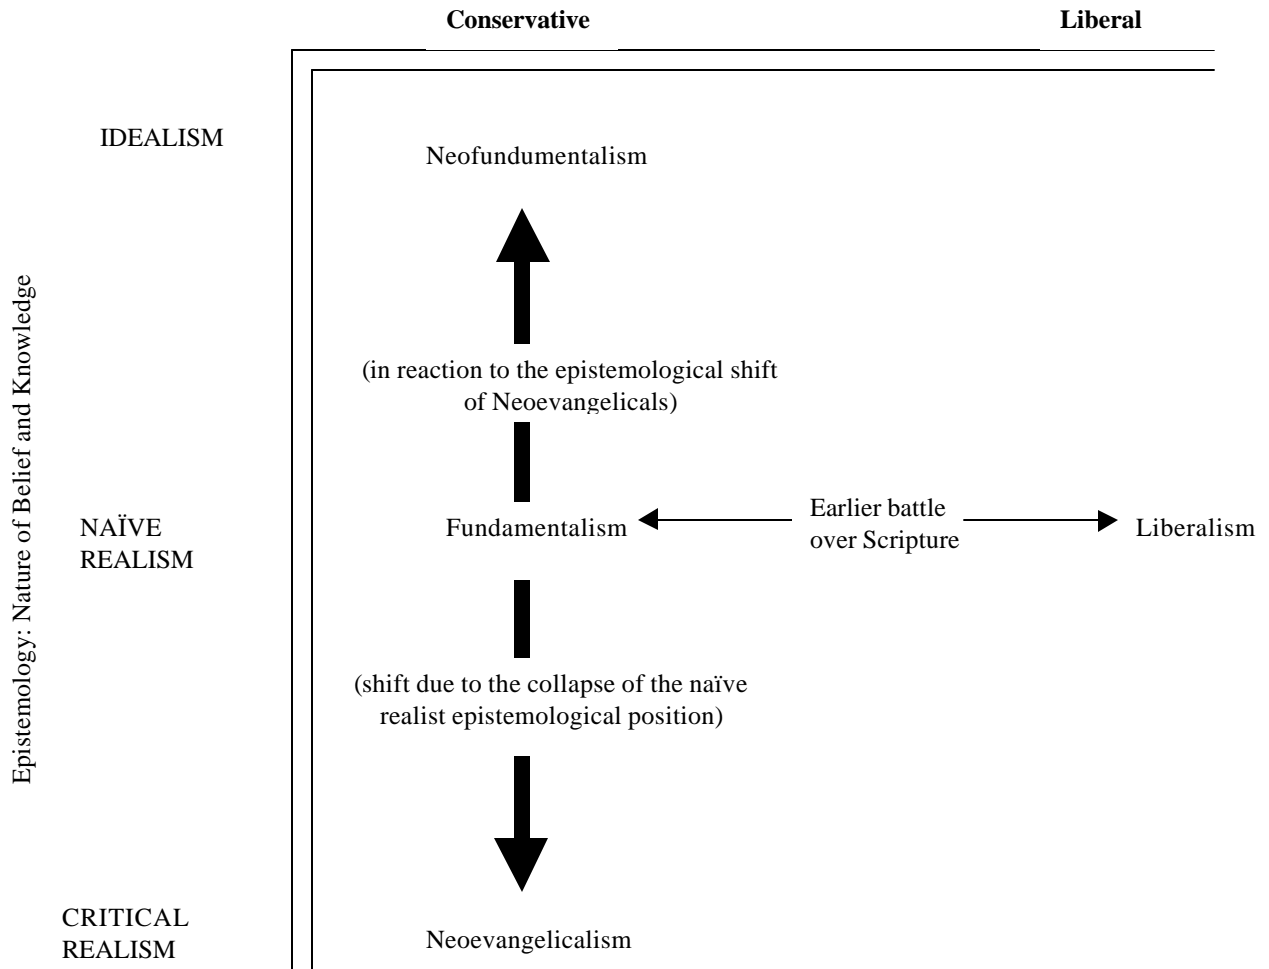 Conservative
Liberal
IDEALISM
Neofundumentalism
Epistemology: Nature of Belief and Knowledge
(in reaction to the epistemological shift
of Neoevangelicals)
NAÏVE
REALISM
Fundamentalism
Earlier battle
over Scripture
Liberalism
(shift due to the collapse of the naïve
realist epistemological position)
CRITICAL
REALISM
Neoevangelicalism